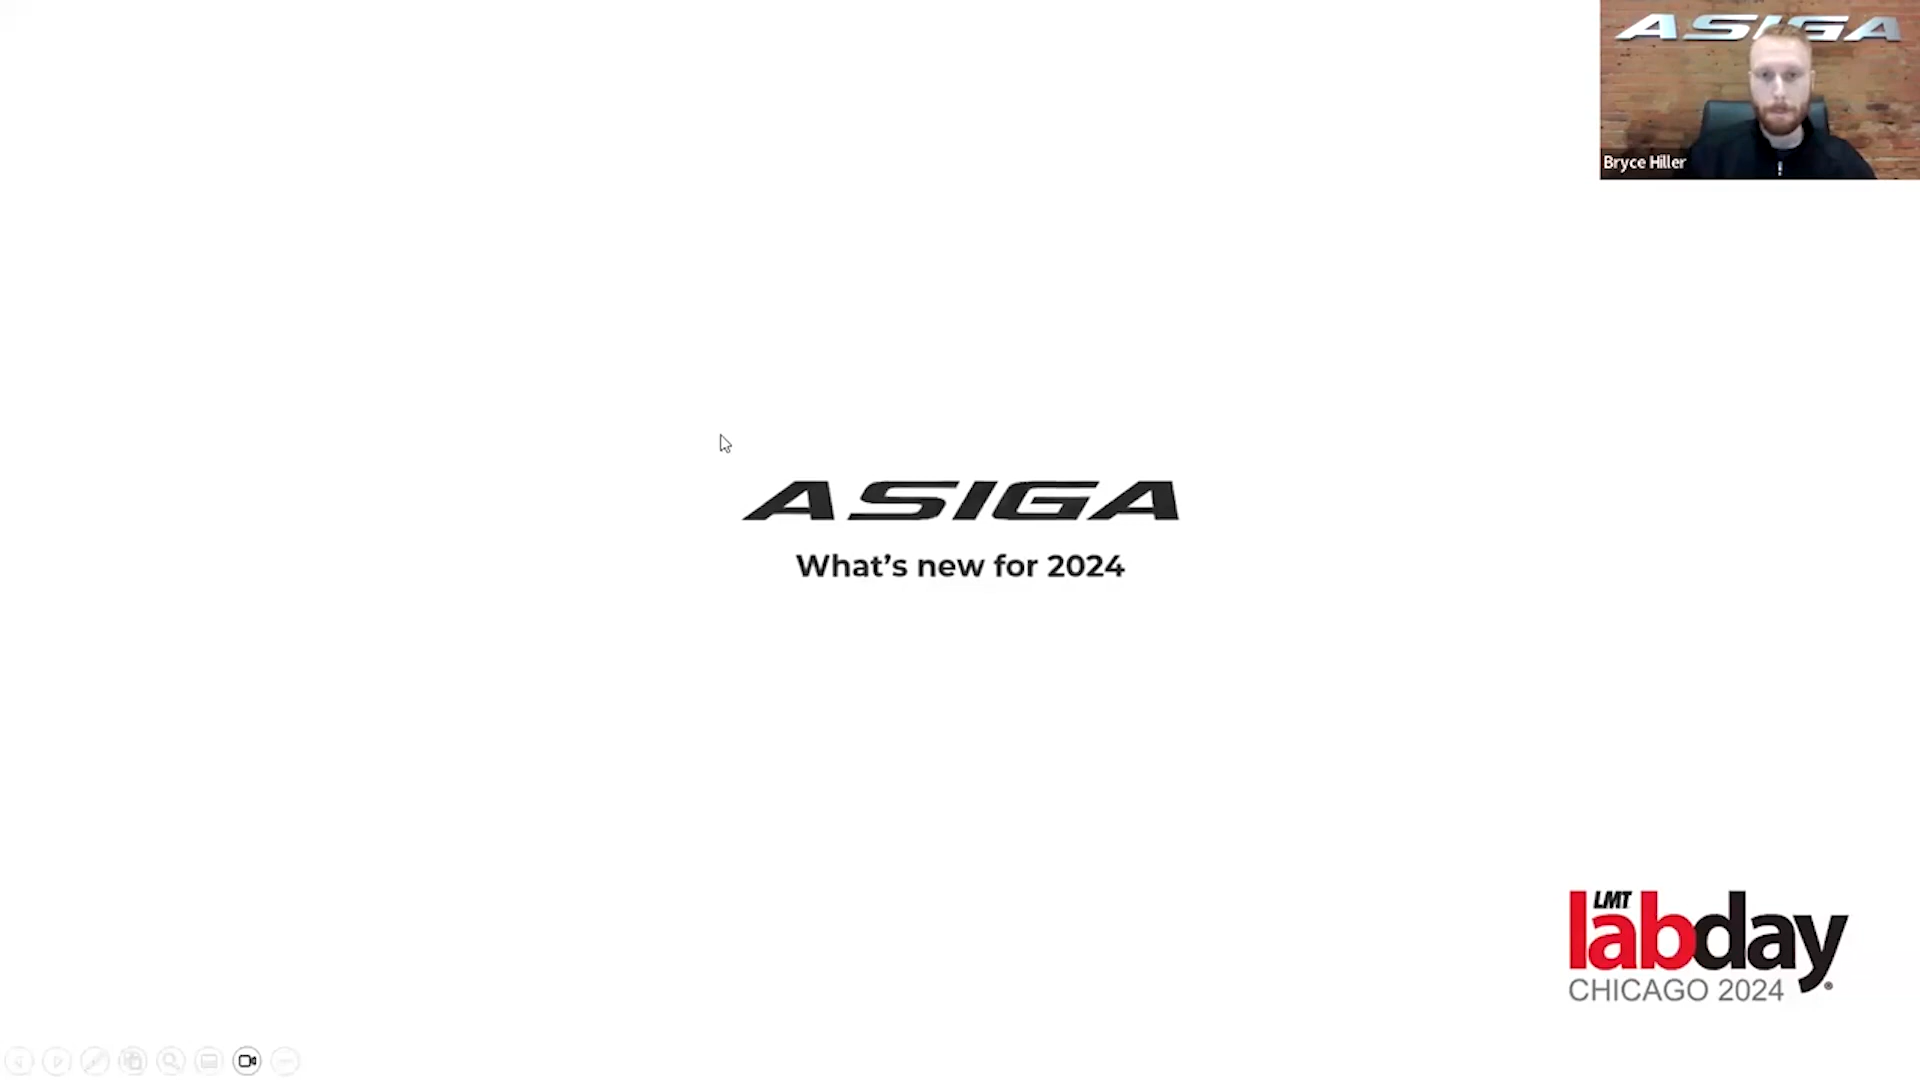 ASIGA
Bryce Hiller
ASIGA
What's new for 2024
LMT
labday
CHICAGO 2024